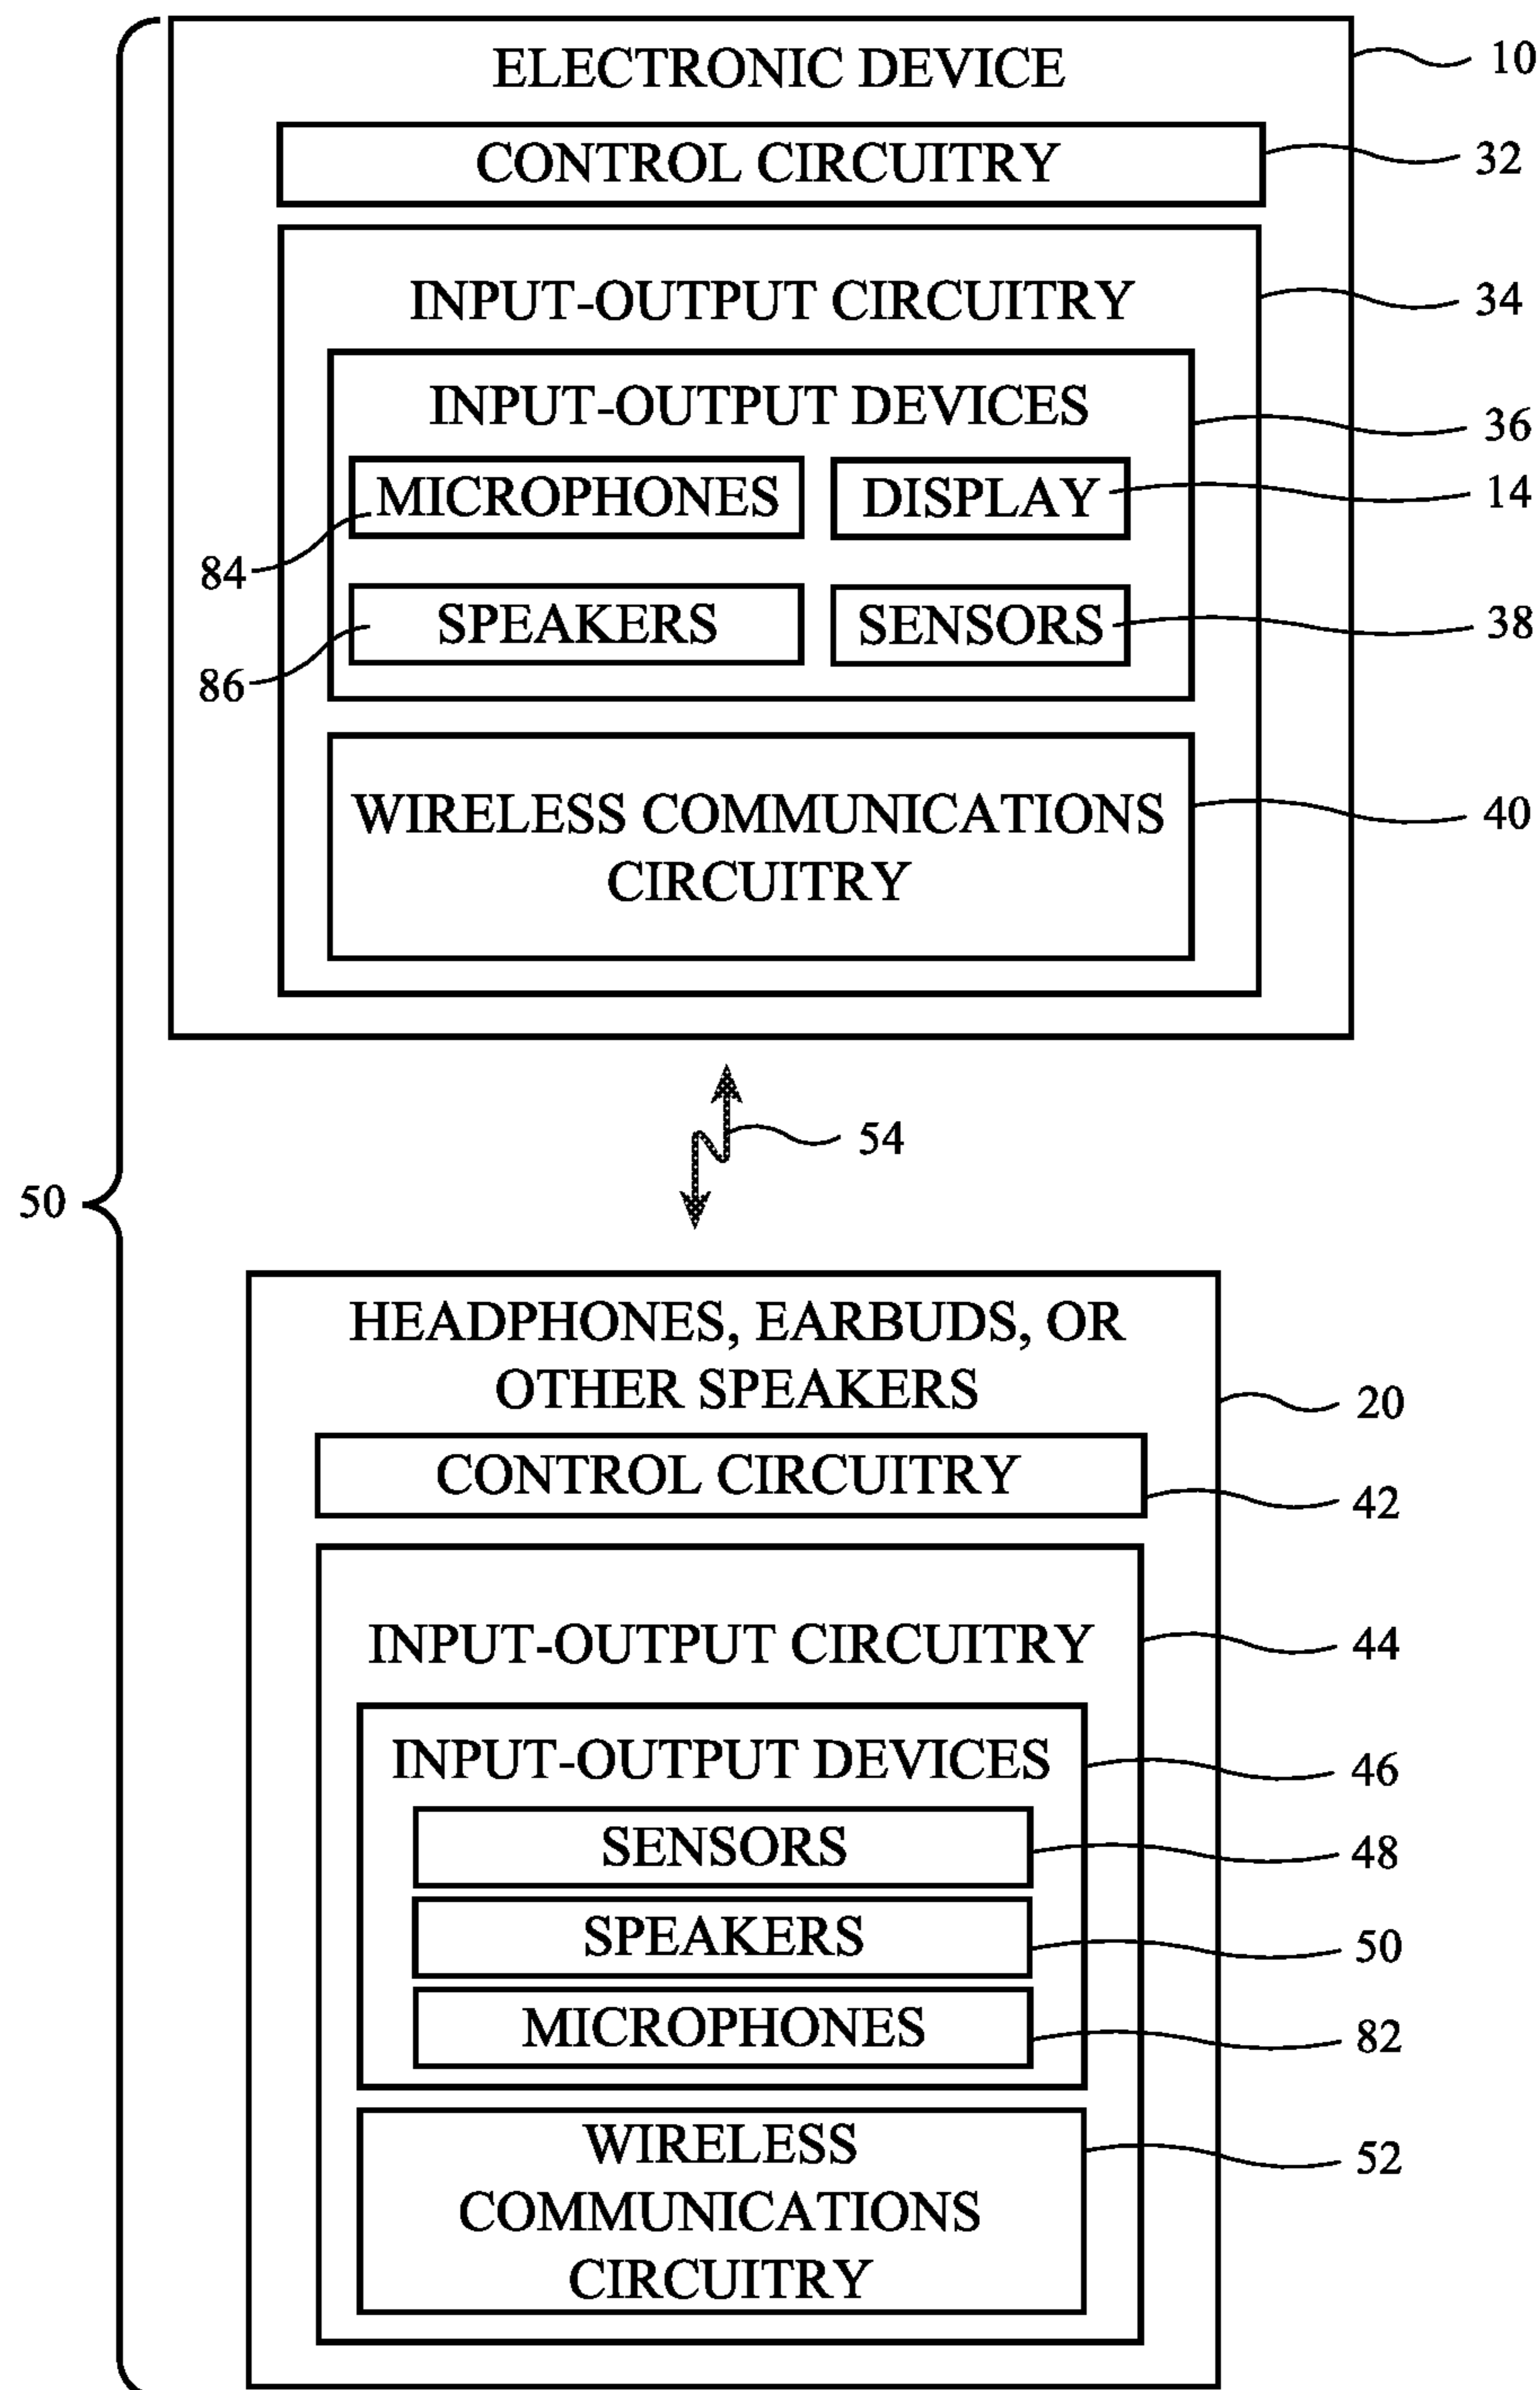 ELECTRONIC DEVICE
10
CONTROL CIRCUITRY
32
INPUT-OUTPUT CIRCUITRY
34
INPUT-OUTPUT DEVICES
36
MICROPHONES
DISPLAY
14
84
SPEAKERS
SENSORS
38
86
WIRELESS COMMUNICATIONS
CIRCUITRY
40
54
50
HEADPHONES, EARBUDS, OR
OTHER SPEAKERS
20
CONTROL CIRCUITRY
42
INPUT-OUTPUT CIRCUITRY
44
INPUT-OUTPUT DEVICES
46
SENSORS
48
SPEAKERS
50
MICROPHONES
82
WIRELESS
COMMUNICATIONS
CIRCUITRY
52